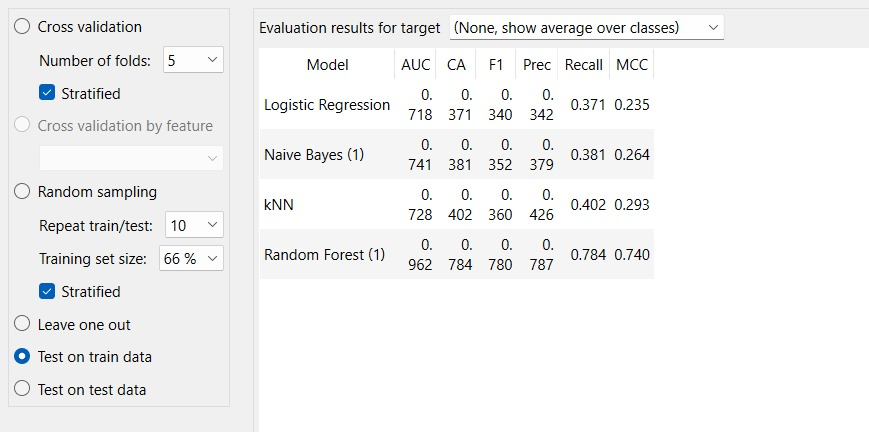 Cross validation
Number of folds: 5
Stratified
Cross validation by feature
Random sampling
Repeat train/test: 10
Training set size: 66 %
Stratified
Leave one out
Test on train data
Test on test data
Evaluation results for target (None, show average over classes)
Model AUC CA F1 Prec Recall MCC
Logistic Regression 0.718 0.371 0.340 0.342 0.371 0.235
Naive Bayes (1) 0.741 0.381 0.352 0.379 0.381 0.264
kNN 0.728 0.402 0.360 0.426 0.402 0.293
Random Forest (1) 0.962 0.784 0.780 0.787 0.784 0.740